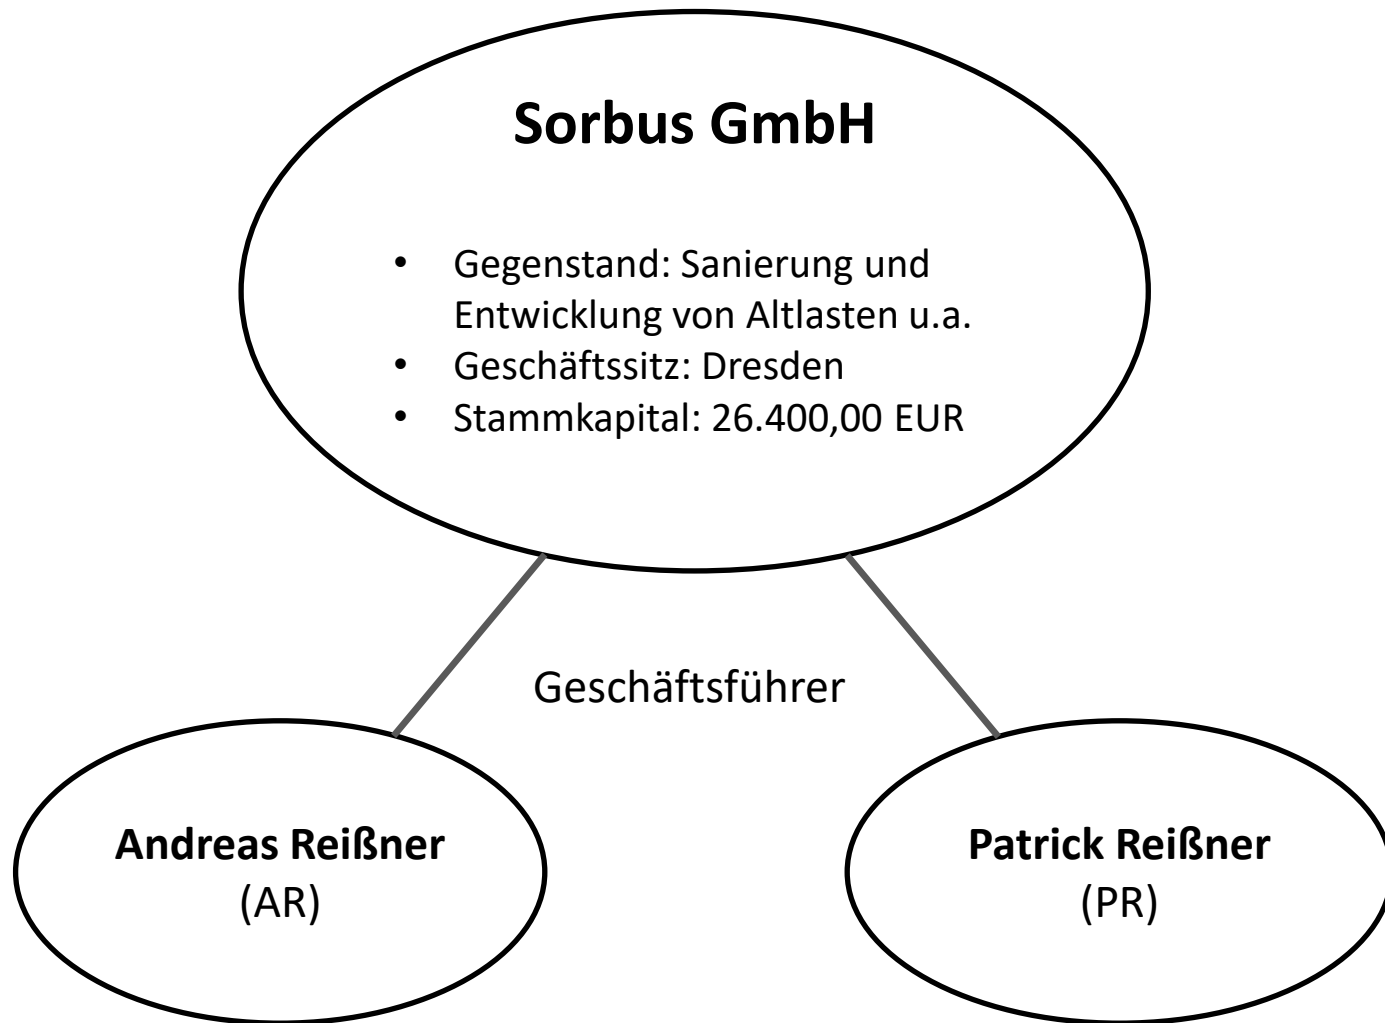 Sorbus GmbH
• Gegenstand: Sanierung und
Entwicklung von Altlasten u.a.
• Geschäftssitz: Dresden
• Stammkapital: 26.400,00 EUR
Geschäftsführer
Andreas Reißner
(AR)
Patrick Reißner
(PR)